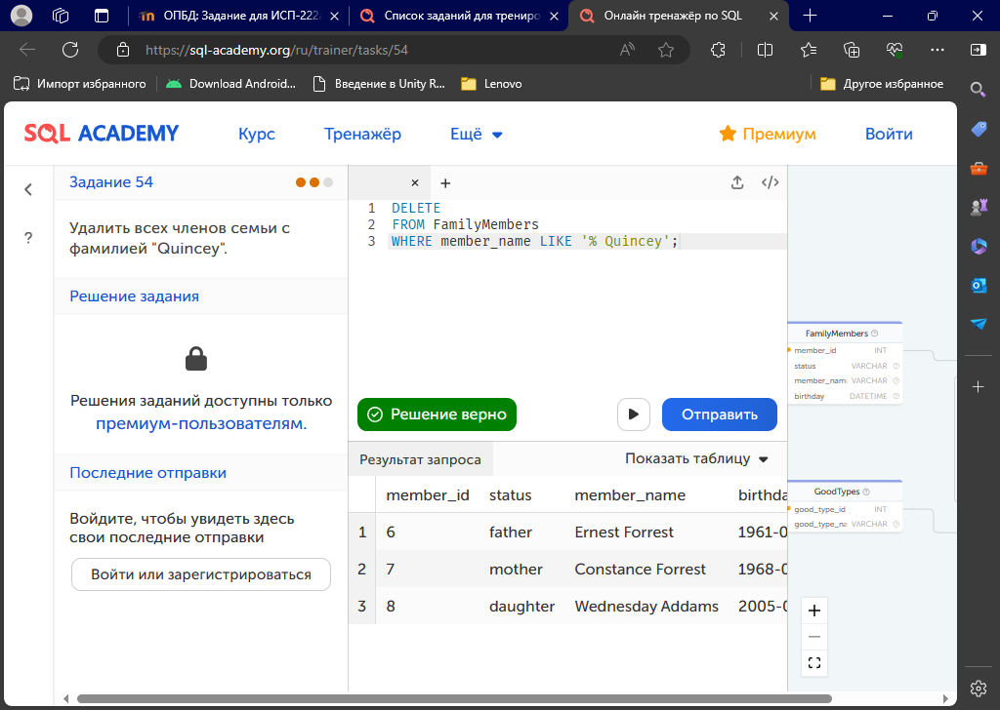 ОПБД: Задание для ИСП-222
Список заданий для трениро
Онлайн тренажёр по SQL
https://sql-academy.org/ru/trainer/tasks/54
Импорт избранного
Download Android...
Введение в Unity R...
Lenovo
Другое избранное
SQL ACADEMY
Курс
Тренажёр
Ещё
Премиум
Войти
Задание 54
?
Удалить всех членов семьи с
фамилией "Quincey".
Решение задания
Решения заданий доступны только
премиум-пользователям.
Последние отправки
Войдите, чтобы увидеть здесь
свои последние отправки
Войти или зарегистрироваться
1 DELETE
2 FROM FamilyMembers
3 WHERE member_name LIKE '% Quincey';
Решение верно
Отправить
Результат запроса
Показать таблицу
member_id status member_name birthda
1 6 father Ernest Forrest 1961-0
2 7 mother Constance Forrest 1968-0
3 8 daughter Wednesday Addams 2005-0
FamilyMembers
member_id INT
status VARCHAR
member_nam VARCHAR
birthday DATETIME
GoodTypes
good_type_id INT
good_type_na VARCHAR